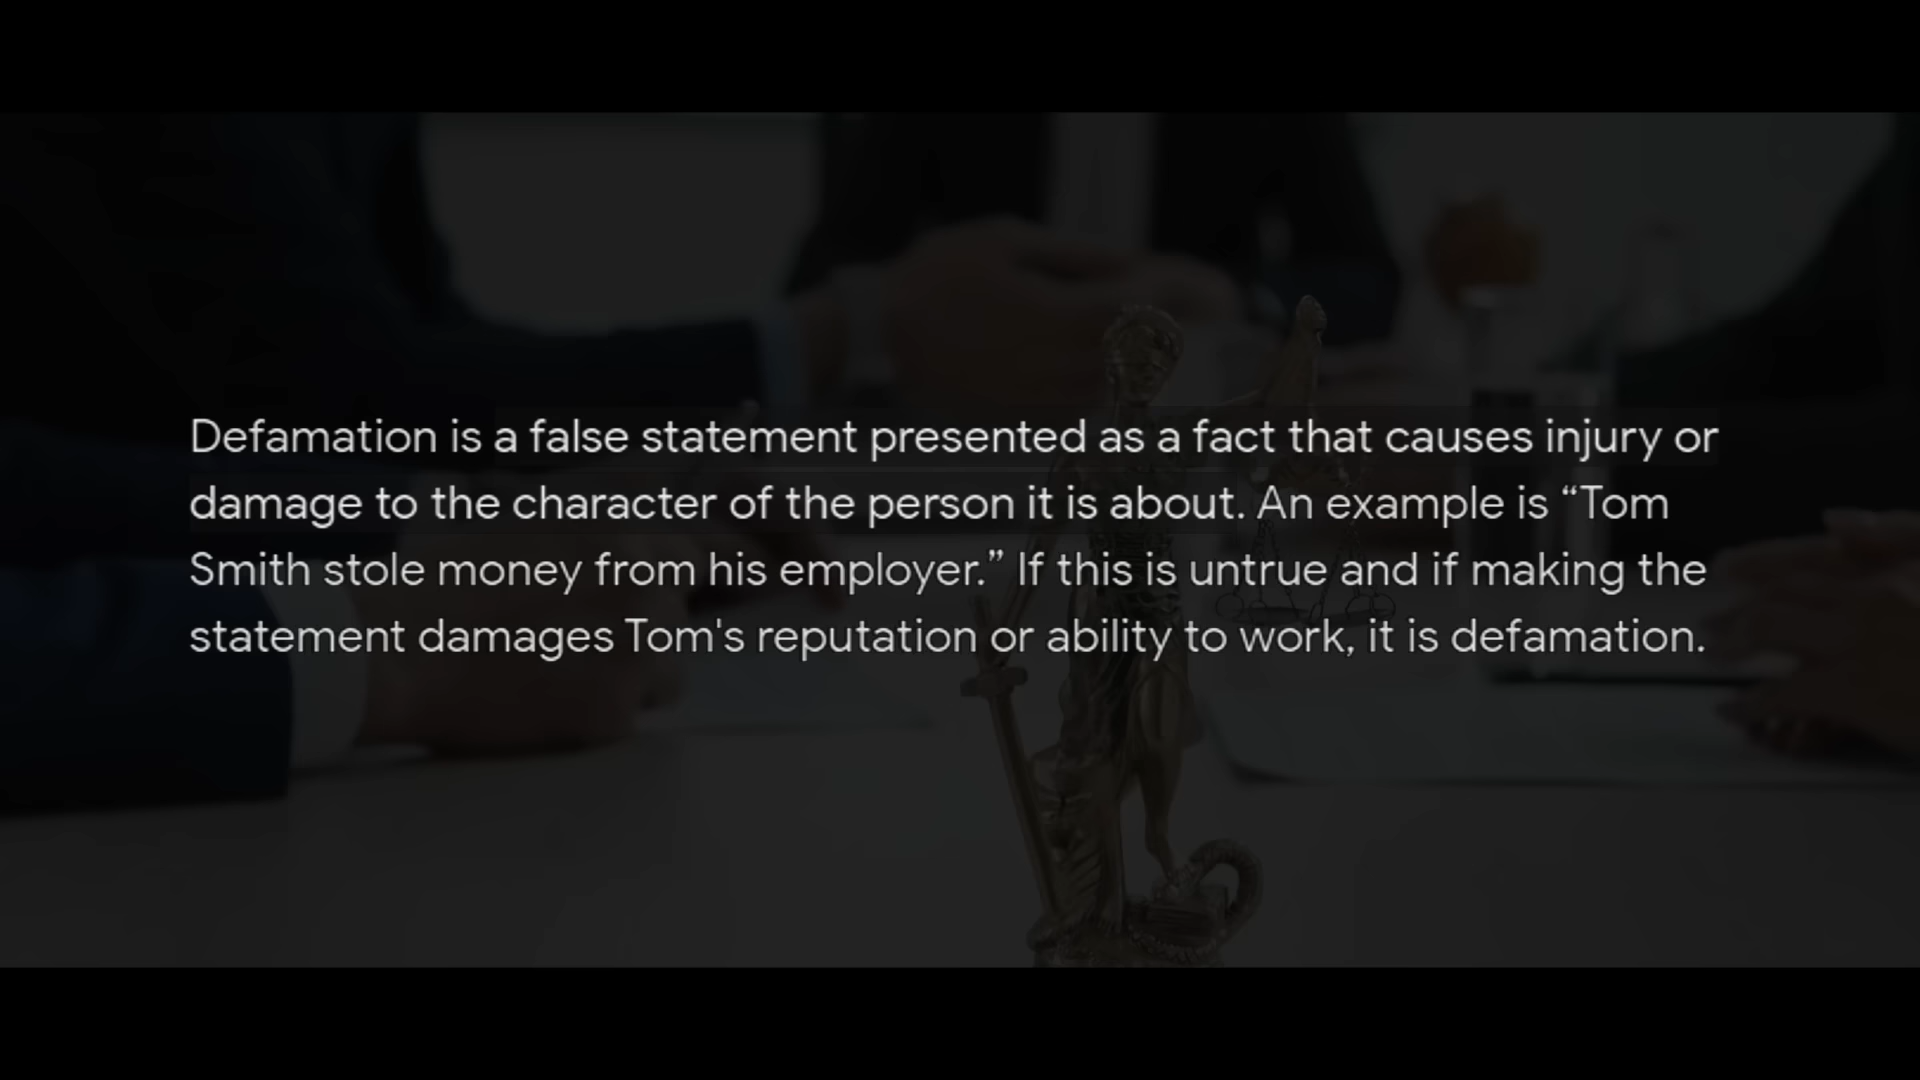 Defamation is a false statement presented as a fact that causes injury or
damage to the character of the person it is about. An example is “Tom
Smith stole money from his employer.” If this is untrue and if making the
statement damages Tom's reputation or ability to work, it is defamation.